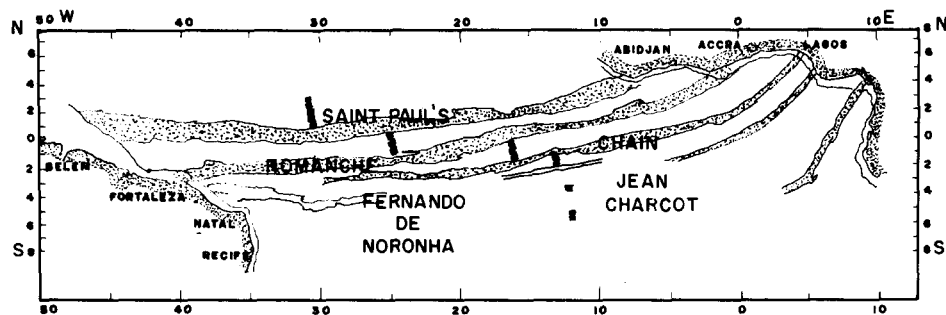 N 50 W 40 30 20 10 0 10 E N
6 6
4 4
2 2
0 0
2 2
4 4
6 6
S 8 8 S
50 40 30 20 10 0 10
ABIDJAN ACCRA LAGOS
SAINT PAUL'S
ROMANCHE CHAIN
BELEN
FORTALEZA
NATAL
RECIFE
FERNANDO
DE
NORONHA
JEAN
CHARCOT